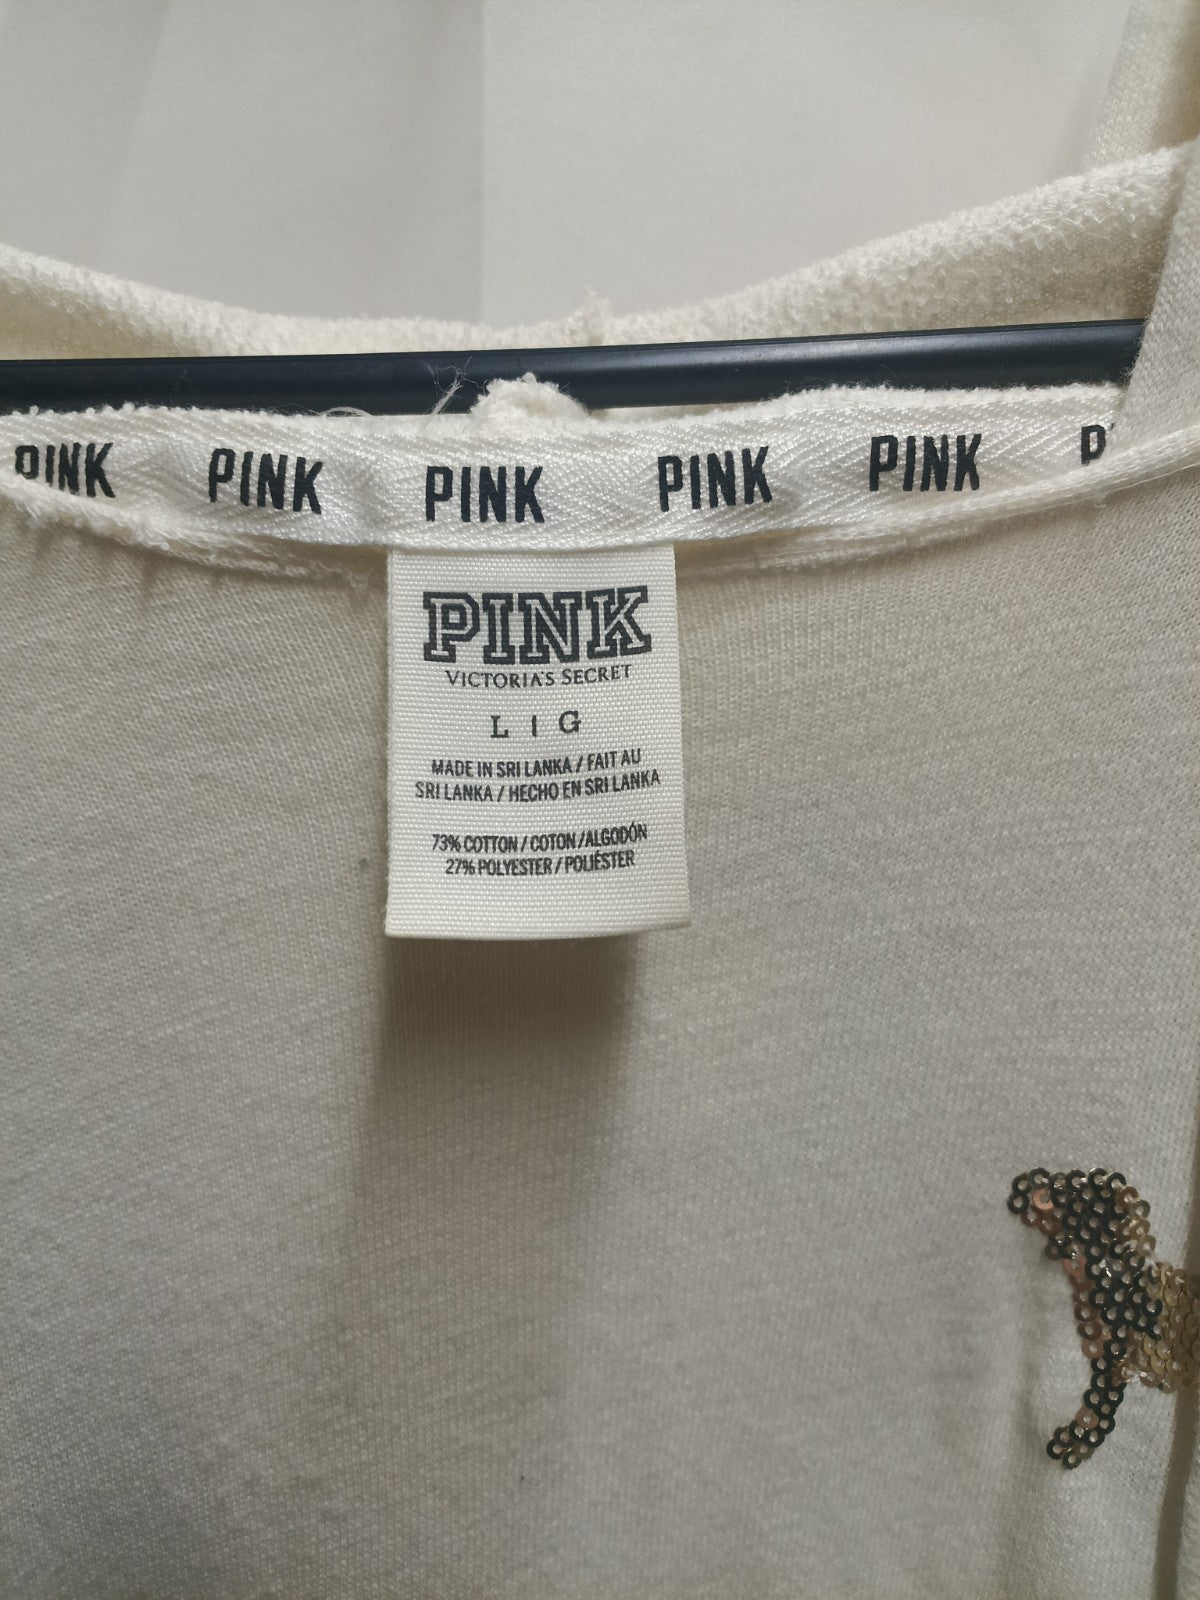 PINK PINK PINK PINK PINK P
PINK
VICTORIA'S SECRET
L | G
MADE IN SRI LANKA / FAIT AU
SRI LANKA / HECHO EN SRI LANKA
73% COTTON / COTON / ALGODÓN
27% POLYESTER / POLIÉSTER